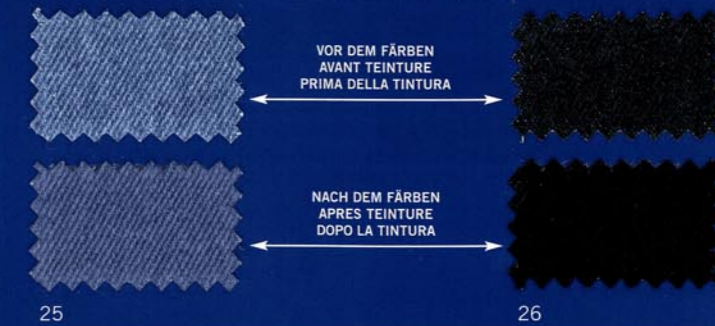 VOR DEM FÄRBEN
AVANT TEINTURE
PRIMA DELLA TINTURA
NACH DEM FÄRBEN
APRES TEINTURE
DOPO LA TINTURA
25
26